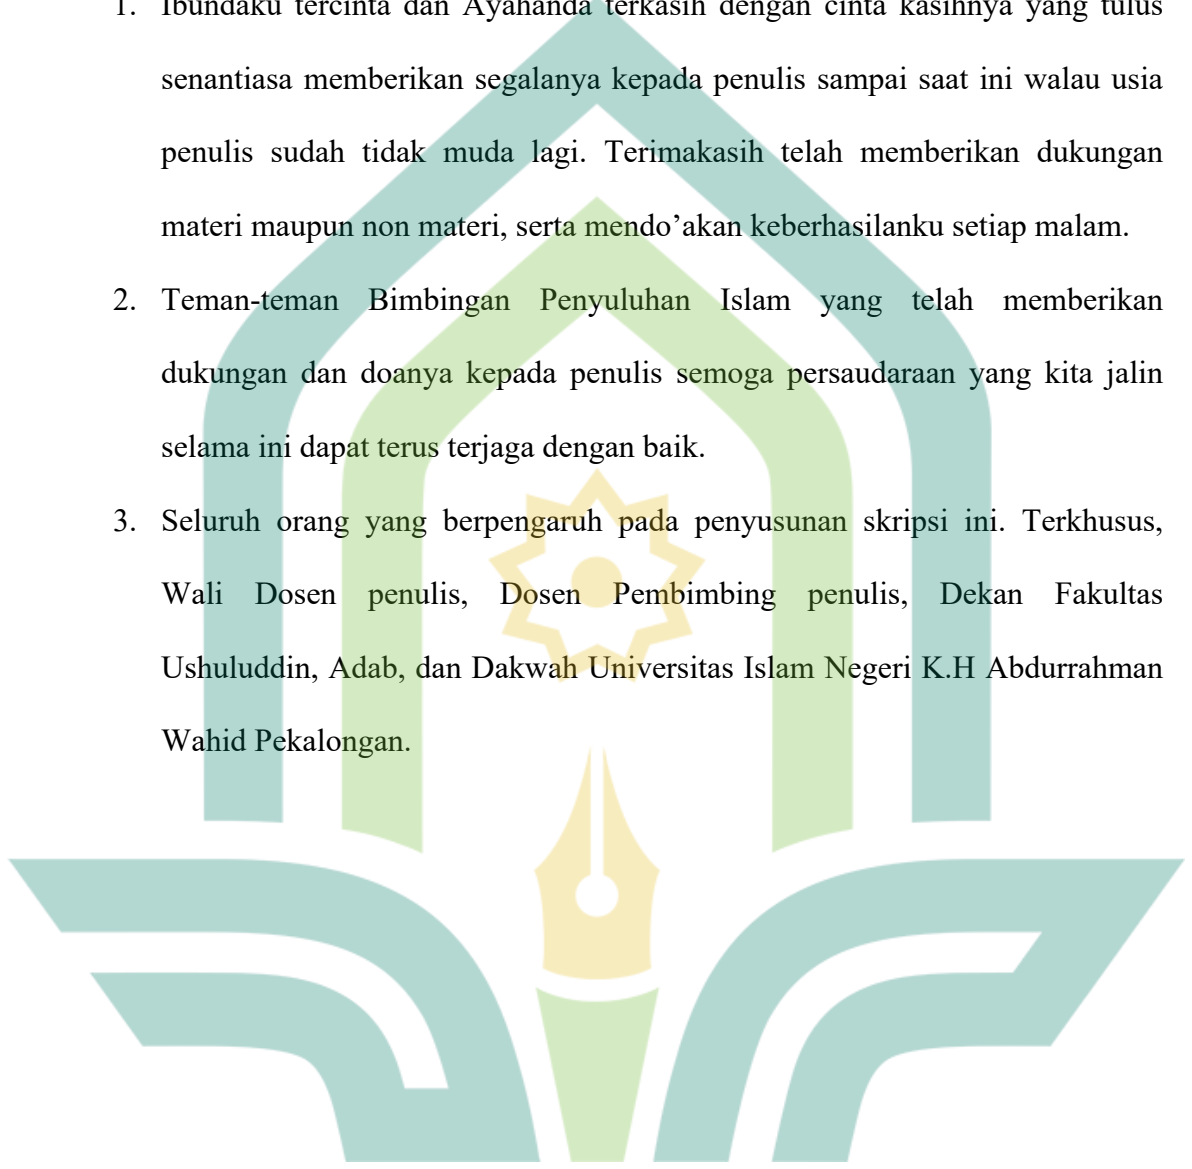 1. Ibundaku tercinta dan Ayahanda terkasih dengan cinta kasihnya yang tulus
senantiasa memberikan segalanya kepada penulis sampai saat ini walau usia
penulis sudah tidak muda lagi. Terimakasih telah memberikan dukungan
materi maupun non materi, serta mendo’akan keberhasilanku setiap malam.
2. Teman-teman Bimbingan Penyuluhan Islam yang telah memberikan
dukungan dan doanya kepada penulis semoga persaudaraan yang kita jalin
selama ini dapat terus terjaga dengan baik.
3. Seluruh orang yang berpengaruh pada penyusunan skripsi ini. Terkhusus,
Wali Dosen penulis, Dosen Pembimbing penulis, Dekan Fakultas
Ushuluddin, Adab, dan Dakwah Universitas Islam Negeri K.H Abdurrahman
Wahid Pekalongan.